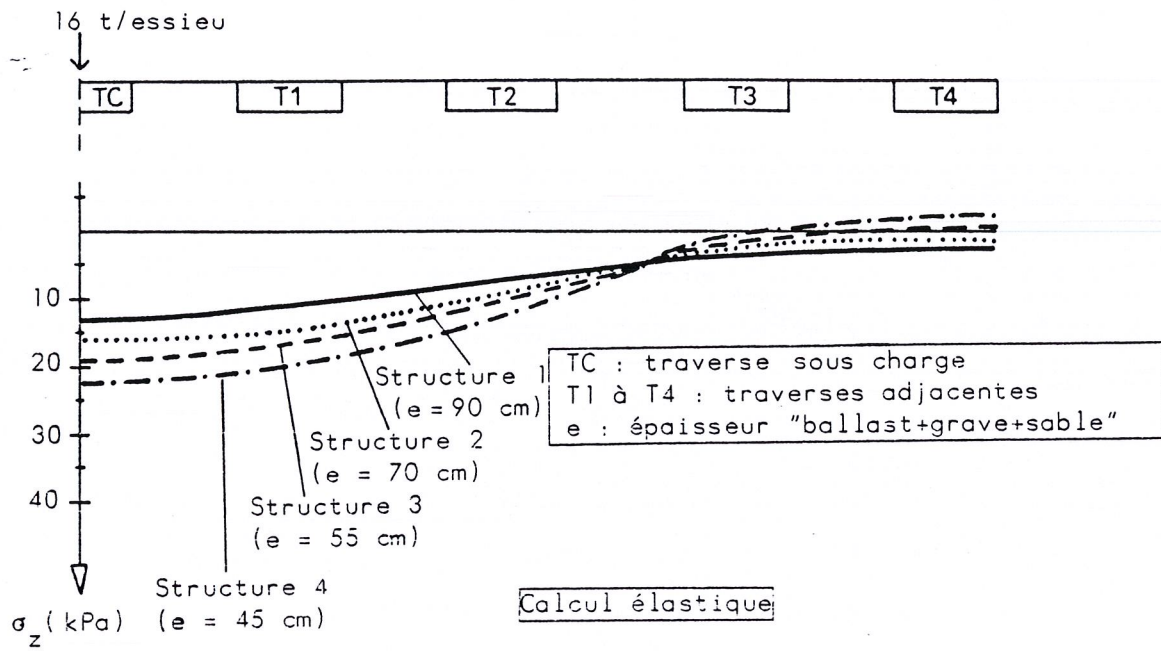 16 t/essieu
TC T1 T2 T3 T4
10
20
30
40
σz (kPa)
Structure 1
(e = 90 cm)
Structure 2
(e = 70 cm)
Structure 3
(e = 55 cm)
Structure 4
(e = 45 cm)
TC : traverse sous charge
T1 à T4 : traverses adjacentes
e : épaisseur "ballast+grave+sable"
Calcul élastique